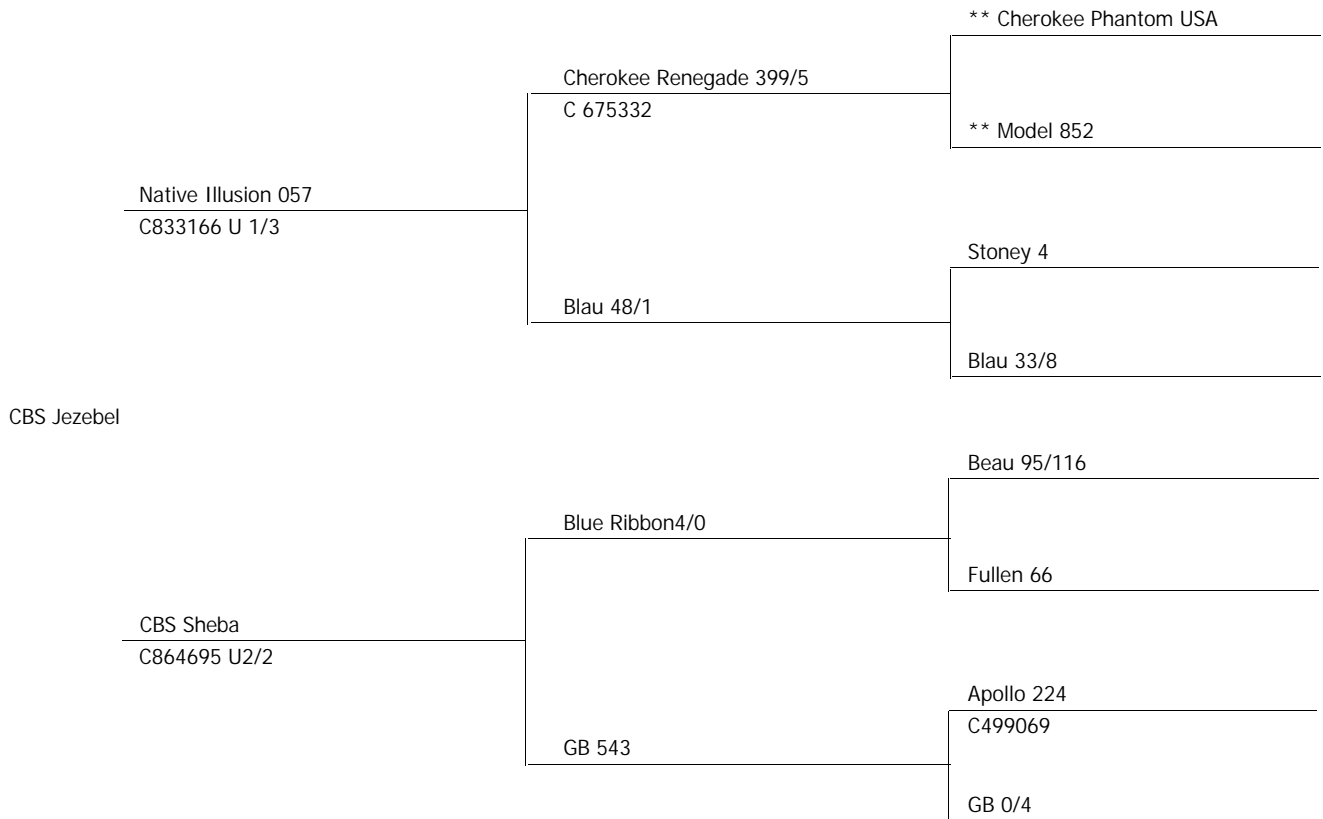 ** Cherokee Phantom USA
Cherokee Renegade 399/5
C 675332
** Model 852
Native Illusion 057
C833166 U 1/3
Stoney 4
Blau 48/1
Blau 33/8
CBS Jezebel
Beau 95/116
Blue Ribbon4/0
Fullen 66
CBS Sheba
C864695 U2/2
Apollo 224
C499069
GB 543
GB 0/4